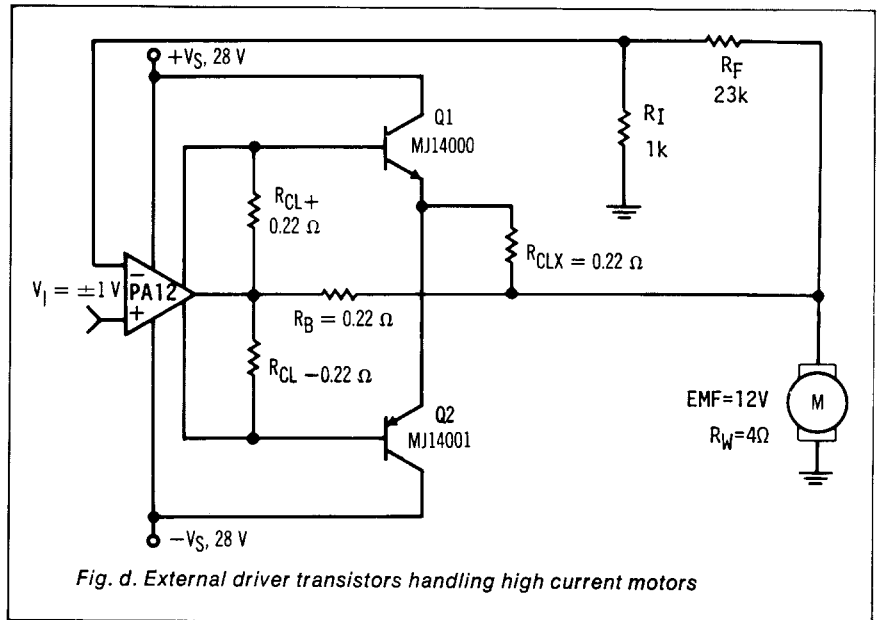 +VS, 28 V
RF
23k
Q1
MJ14000
RI
1k
RCL+
0.22 Ω
RCLX = 0.22 Ω
VI = ±1 V
−
PA12
+
RB = 0.22 Ω
RCL −0.22 Ω
EMF=12V
RW=4Ω
M
Q2
MJ14001
−VS, 28 V
Fig. d. External driver transistors handling high current motors